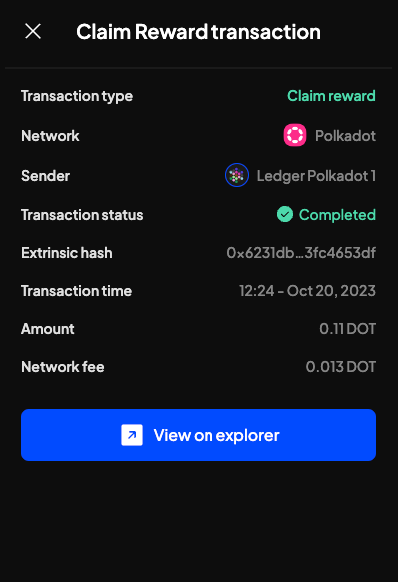 Claim Reward transaction
Transaction type Claim reward
Network Polkadot
Sender Ledger Polkadot 1
Transaction status Completed
Extrinsic hash 0x6231db...3fc4653df
Transaction time 12:24 - Oct 20, 2023
Amount 0.11 DOT
Network fee 0.013 DOT
View on explorer